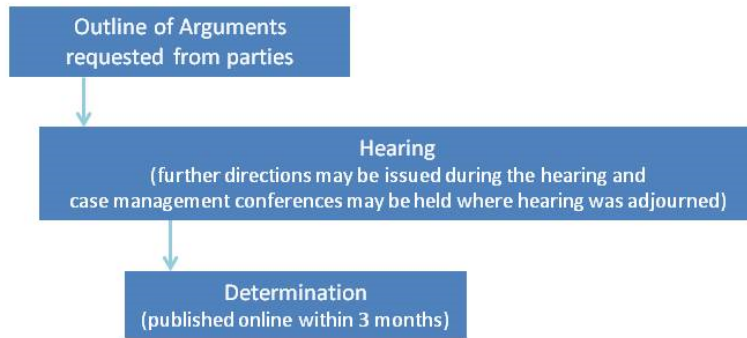 Outline of Arguments
requested from parties
Hearing
(further directions may be issued during the hearing and
case management conferences may be held where hearing was adjourned)
Determination
(published online within 3 months)